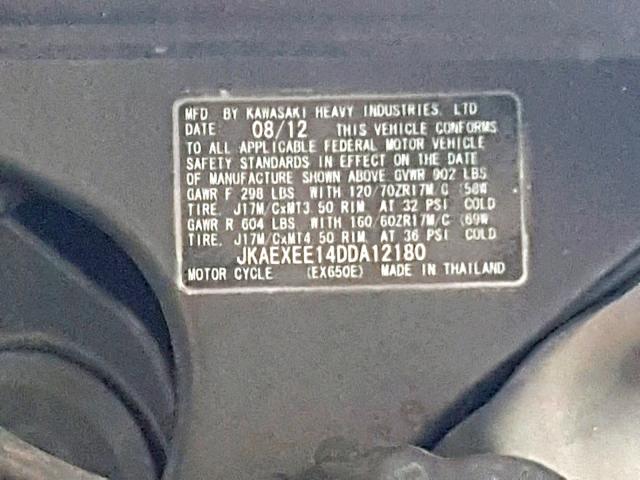 MFD. BY KAWASAKI HEAVY INDUSTRIES, LTD
DATE 08/12 THIS VEHICLE CONFORMS
TO ALL APPLICABLE FEDERAL MOTOR VEHICLE
SAFETY STANDARDS IN EFFECT ON THE DATE
OF MANUFACTURE SHOWN ABOVE GVWR 902 LBS
GAWR F 298 LBS WITH 120/70ZR17M/C (58W
TIRE, J17M/CxMT3.50 RIM, AT 32 PSI COLD
GAWR R 604 LBS WITH 160/60ZR17M/C (69W
TIRE, J17M/CxMT4.50 RIM, AT 36 PSI COLD
JKAEXEE14DDA12180
MOTOR CYCLE (EX650E) MADE IN THAILAND